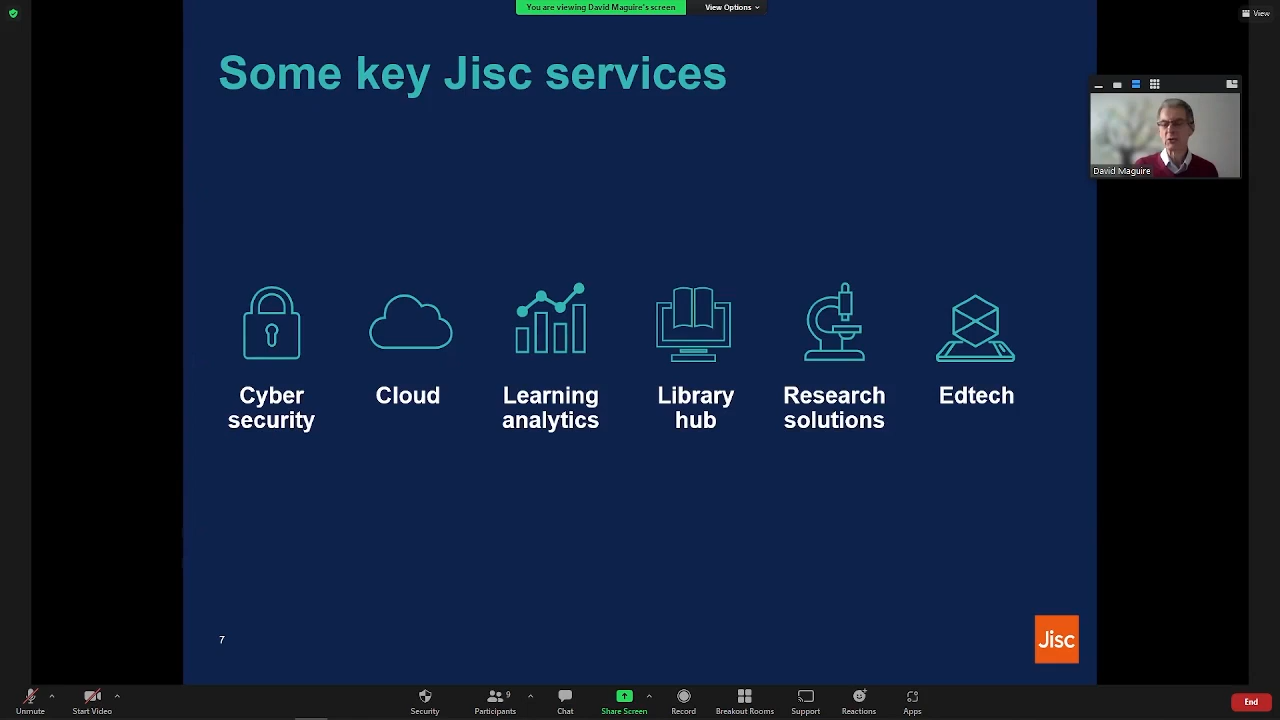 You are viewing David Maguire's screen
View Options
View
Some key Jisc services
David Maguire
Cyber
security
Cloud
Learning
analytics
Library
hub
Research
solutions
Edtech
7
Jisc
Unmute
Start Video
Security
Participants
9
Chat
Share Screen
Record
Breakout Rooms
Support
Reactions
Apps
End